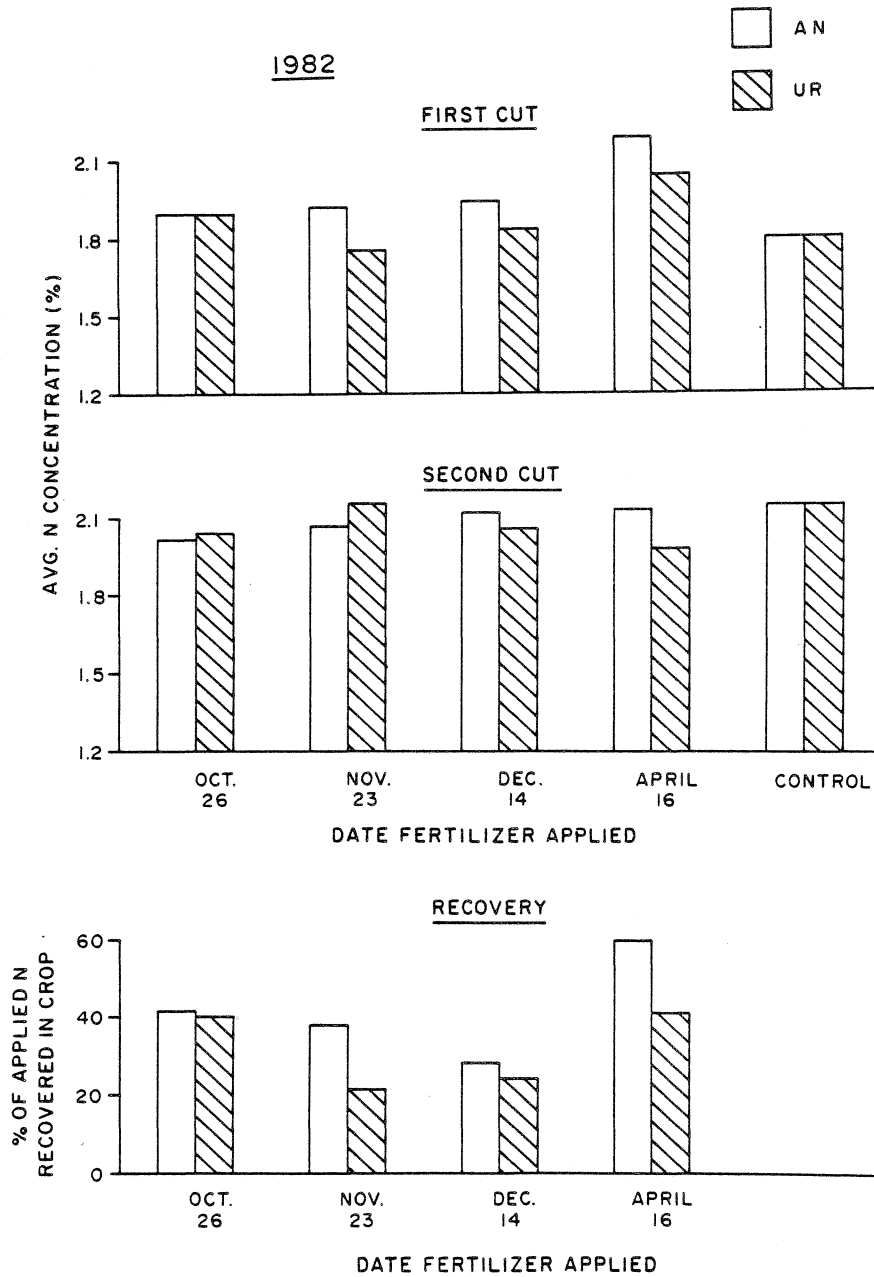 AN
1982
UR
FIRST CUT
AVG. N CONCENTRATION (%)
2.1
1.8
1.5
1.2
SECOND CUT
2.1
1.8
1.5
1.2
OCT. NOV. DEC. APRIL CONTROL
26 23 14 16
DATE FERTILIZER APPLIED
RECOVERY
% OF APPLIED N
RECOVERED IN CROP
60
40
20
0
OCT. NOV. DEC. APRIL
26 23 14 16
DATE FERTILIZER APPLIED